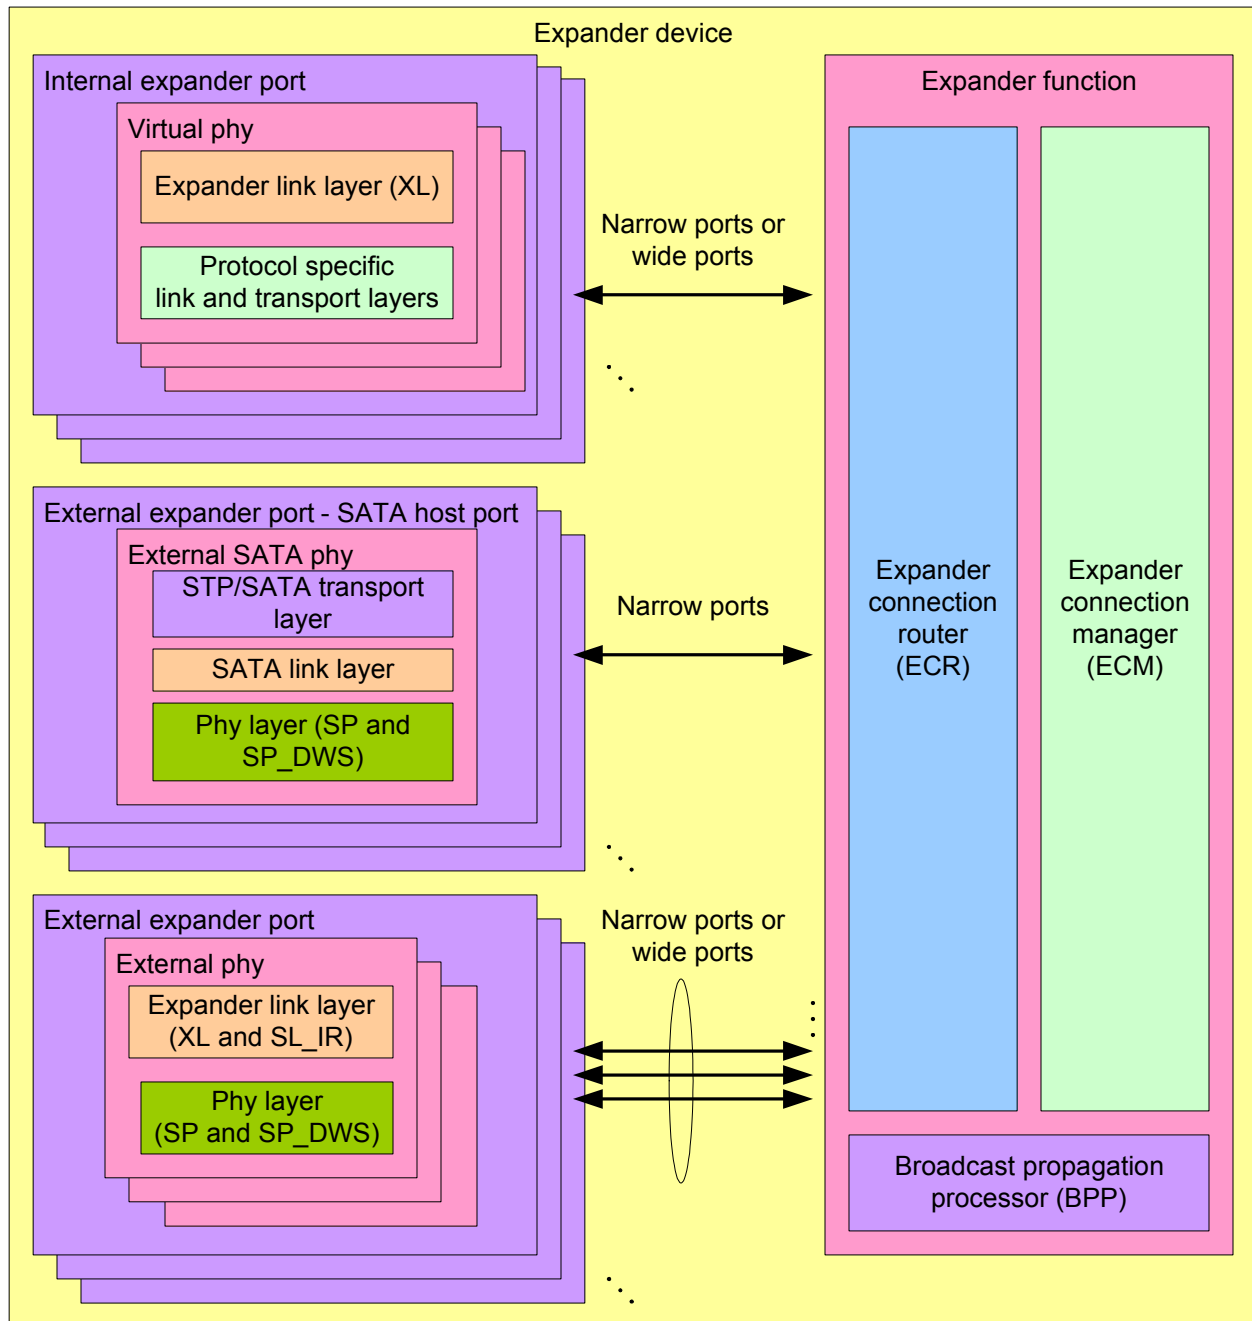 Expander device
Internal expander port
Virtual phy
Expander link layer (XL)
Protocol specific
link and transport layers
Narrow ports or
wide ports
External expander port - SATA host port
External SATA phy
STP/SATA transport
layer
SATA link layer
Phy layer (SP and
SP_DWS)
Narrow ports
External expander port
External phy
Expander link layer
(XL and SL_IR)
Phy layer
(SP and SP_DWS)
Narrow ports or
wide ports
Expander function
Expander
connection
router
(ECR)
Expander
connection
manager
(ECM)
Broadcast propagation
processor (BPP)